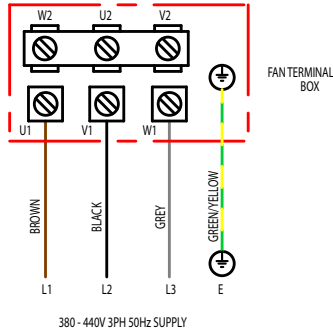 W2 U2 V2
FAN TERMINAL
BOX
U1 V1 W1
BROWN
BLACK
GREY
GREEN/YELLOW
L1 L2 L3 E
380 - 440V 3PH 50Hz SUPPLY